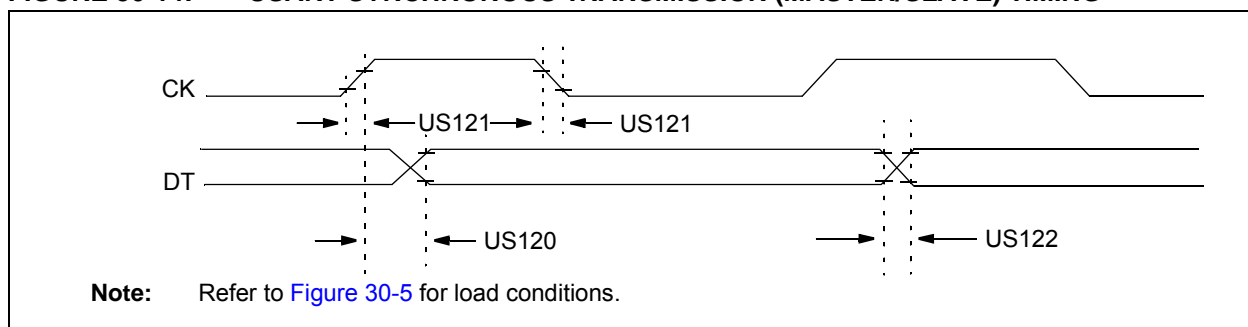 CK
US121
US121
DT
US120
US122
Note: Refer to Figure 30-5 for load conditions.